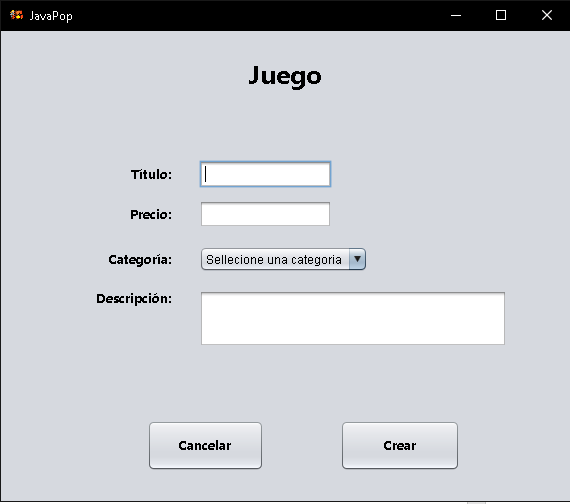 JavaPop
Juego
Título:
Precio:
Categoría:
Sellecione una categoria
Descripción:
Cancelar
Crear